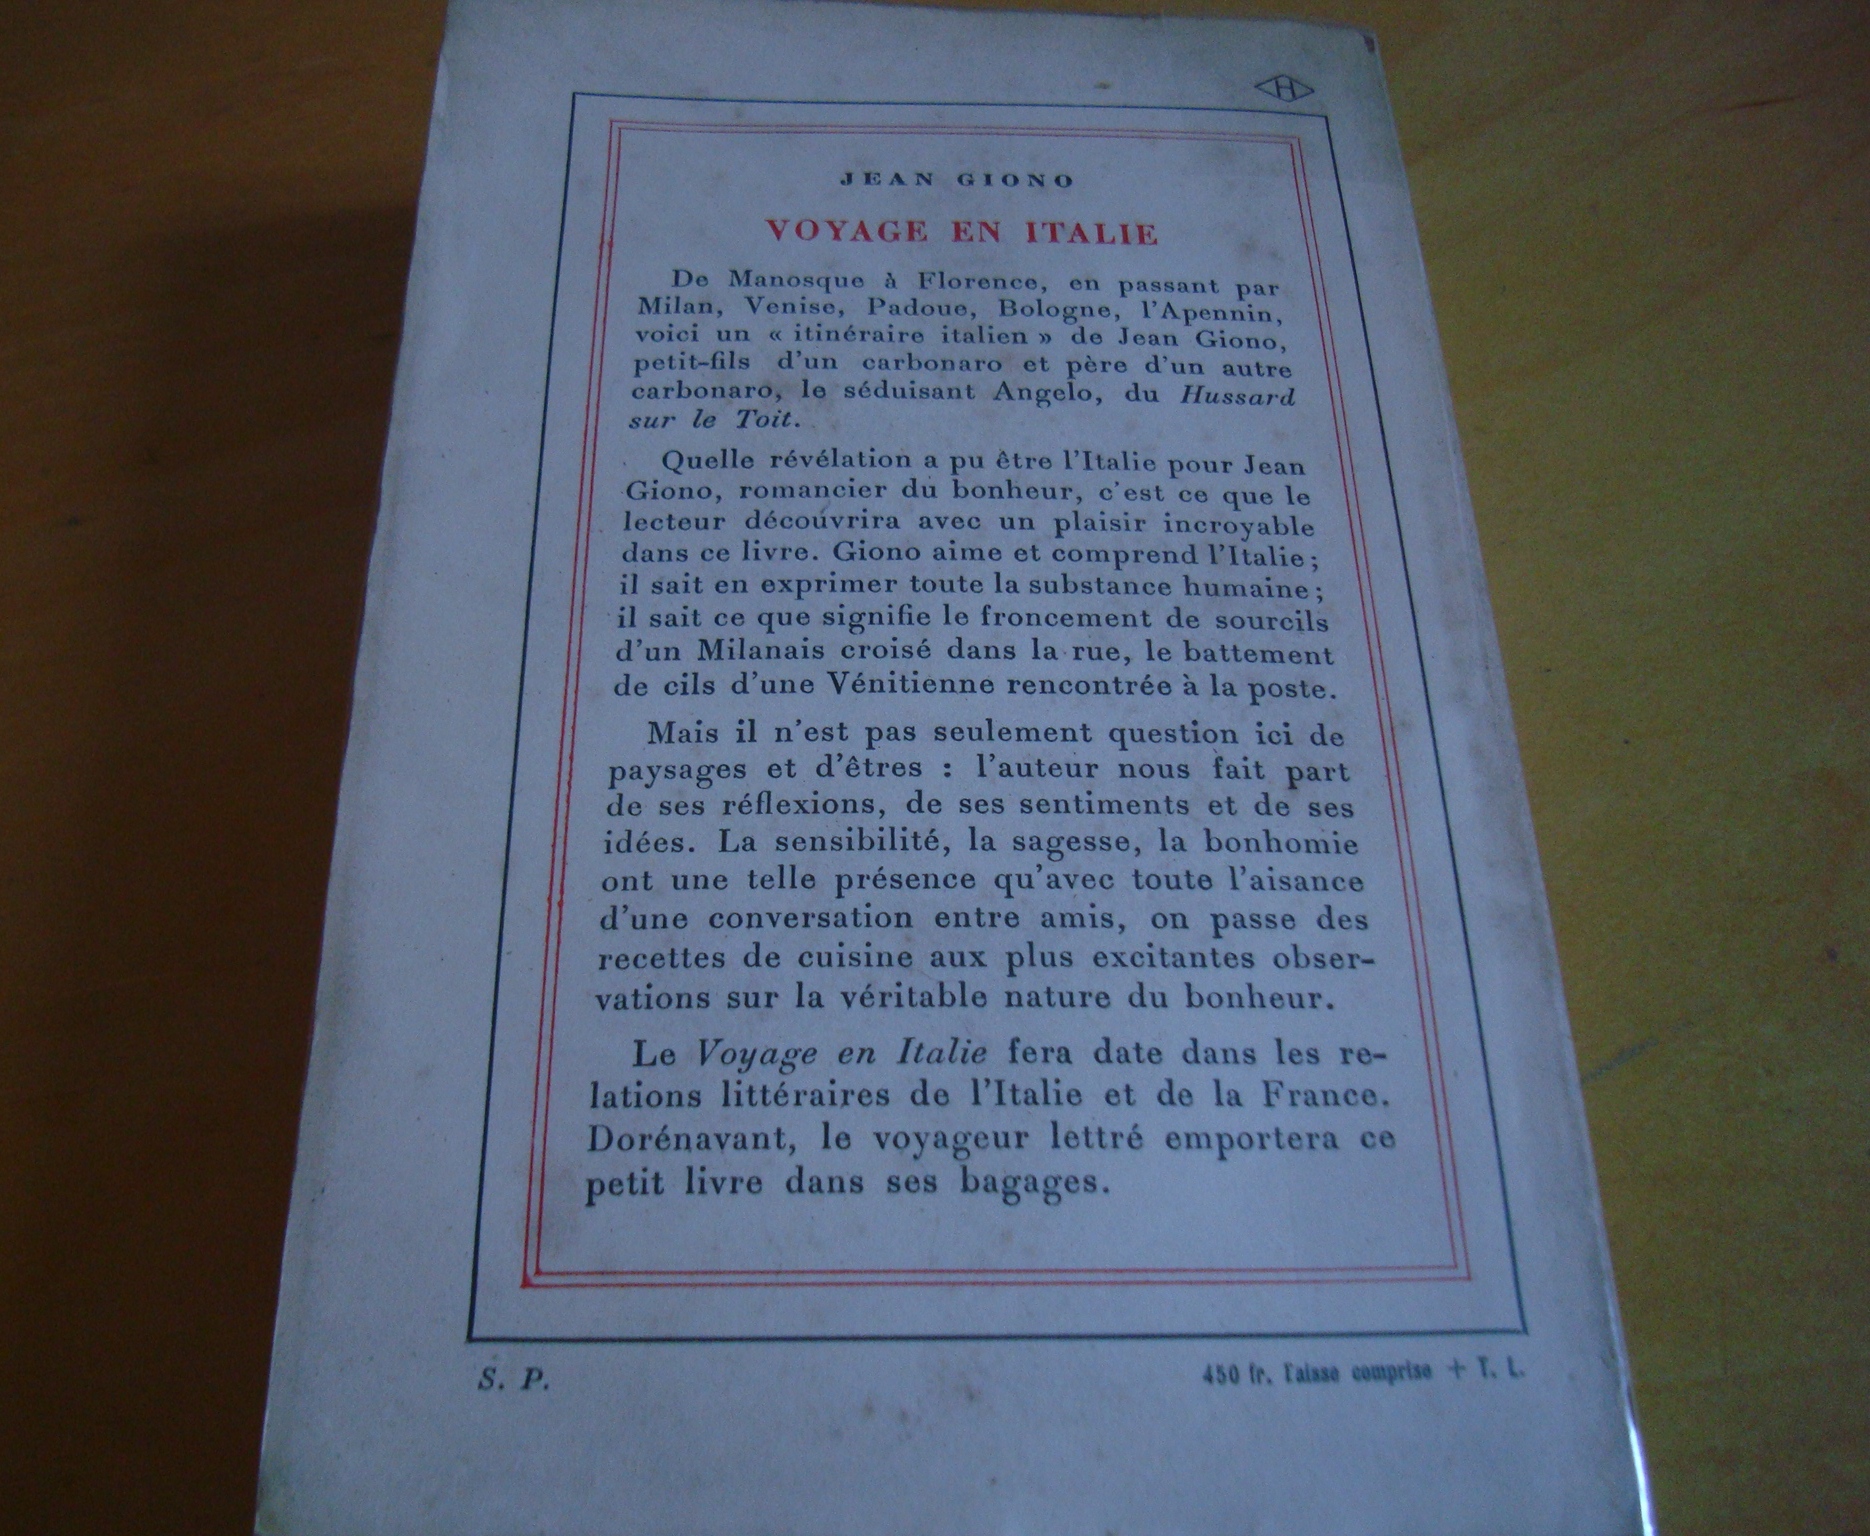 H
JEAN GIONO
VOYAGE EN ITALIE
De Manosque à Florence, en passant par
Milan, Venise, Padoue, Bologne, l'Apennin,
voici un « itinéraire italien » de Jean Giono,
petit-fils d'un carbonaro et père d'un autre
carbonaro, le séduisant Angelo, du Hussard
sur le Toit.
Quelle révélation a pu être l'Italie pour Jean
Giono, romancier du bonheur, c'est ce que le
lecteur découvrira avec un plaisir incroyable
dans ce livre. Giono aime et comprend l'Italie ;
il sait en exprimer toute la substance humaine ;
il sait ce que signifie le froncement de sourcils
d'un Milanais croisé dans la rue, le battement
de cils d'une Vénitienne rencontrée à la poste.
Mais il n'est pas seulement question ici de
paysages et d'êtres : l'auteur nous fait part
de ses réflexions, de ses sentiments et de ses
idées. La sensibilité, la sagesse, la bonhomie
ont une telle présence qu'avec toute l'aisance
d'une conversation entre amis, on passe des
recettes de cuisine aux plus excitantes obser-
vations sur la véritable nature du bonheur.
Le Voyage en Italie fera date dans les re-
lations littéraires de l'Italie et de la France.
Dorénavant, le voyageur lettré emportera ce
petit livre dans ses bagages.
S. P.
450 fr. comprise + T. L.